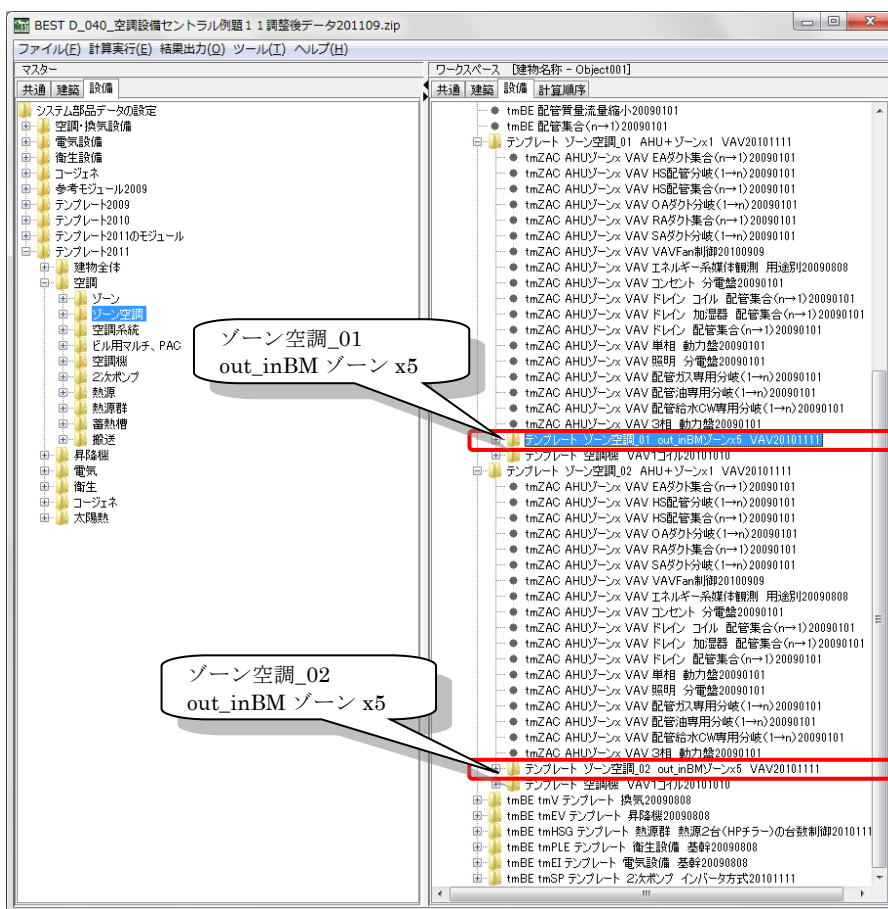 BEST D_040_空調設備セントラル例題11調整後データ201109.zip
ファイル(F) 計算実行(E) 結果出力(O) ツール(T) ヘルプ(H)
マスター
共通 建築 設備
システム部品データの設定
空調・換気設備
電気設備
衛生設備
コージェネ
参考モジュール2009
テンプレート2009
テンプレート2010
テンプレート2011のモジュール
テンプレート2011
建物全体
空調
ゾーン
ゾーン空調
空調系統
ビル用マルチ、PAC
空調機
2次ポンプ
熱源
熱源群
蓄熱槽
搬送
昇降機
電気
衛生
コージェネ
太陽熱
ゾーン空調_01
out_inBM ゾーン x5
ゾーン空調_02
out_inBM ゾーン x5
ワークスペース [建物名称 - Object001]
共通 建築 設備 計算順序
tmBE 配管質量流量縮小20090101
tmBE 配管集合(n→1)20090101
テンプレート ゾーン空調_01 AHU+ゾーンx1 VAV20101111
tmZAC AHUゾーンx VAV EAダクト集合(n→1)20090101
tmZAC AHUゾーンx VAV HS配管分岐(1→n)20090101
tmZAC AHUゾーンx VAV HS配管集合(n→1)20090101
tmZAC AHUゾーンx VAV OAダクト分岐(1→n)20090101
tmZAC AHUゾーンx VAV RAダクト集合(n→1)20090101
tmZAC AHUゾーンx VAV SAダクト分岐(1→n)20090101
tmZAC AHUゾーンx VAV VAVFan制御20100909
tmZAC AHUゾーンx VAV エネルギー系媒体観測 用途別20090808
tmZAC AHUゾーンx VAV コンセント 分電盤20090101
tmZAC AHUゾーンx VAV ドレイン コイル 配管集合(n→1)20090101
tmZAC AHUゾーンx VAV ドレイン 加湿器 配管集合(n→1)20090101
tmZAC AHUゾーンx VAV ドレイン 配管集合(n→1)20090101
tmZAC AHUゾーンx VAV 単相 動力盤20090101
tmZAC AHUゾーンx VAV 照明 分電盤20090101
tmZAC AHUゾーンx VAV 配管ガス専用分岐(1→n)20090101
tmZAC AHUゾーンx VAV 配管油専用分岐(1→n)20090101
tmZAC AHUゾーンx VAV 配管給水CW専用分岐(1→n)20090101
tmZAC AHUゾーンx VAV 3相 動力盤20090101
テンプレート ゾーン空調_01 out_inBMゾーンx5 VAV20101111
テンプレート 空調機 VAV1コイル20101010
テンプレート ゾーン空調_02 AHU+ゾーンx1 VAV20101111
tmZAC AHUゾーンx VAV EAダクト集合(n→1)20090101
tmZAC AHUゾーンx VAV HS配管分岐(1→n)20090101
tmZAC AHUゾーンx VAV HS配管集合(n→1)20090101
tmZAC AHUゾーンx VAV OAダクト分岐(1→n)20090101
tmZAC AHUゾーンx VAV RAダクト集合(n→1)20090101
tmZAC AHUゾーンx VAV SAダクト分岐(1→n)20090101
tmZAC AHUゾーンx VAV VAVFan制御20100909
tmZAC AHUゾーンx VAV エネルギー系媒体観測 用途別20090808
tmZAC AHUゾーンx VAV コンセント 分電盤20090101
tmZAC AHUゾーンx VAV ドレイン コイル 配管集合(n→1)20090101
tmZAC AHUゾーンx VAV ドレイン 加湿器 配管集合(n→1)20090101
tmZAC AHUゾーンx VAV ドレイン 配管集合(n→1)20090101
tmZAC AHUゾーンx VAV 単相 動力盤20090101
tmZAC AHUゾーンx VAV 照明 分電盤20090101
tmZAC AHUゾーンx VAV 配管ガス専用分岐(1→n)20090101
tmZAC AHUゾーンx VAV 配管油専用分岐(1→n)20090101
tmZAC AHUゾーンx VAV 配管給水CW専用分岐(1→n)20090101
tmZAC AHUゾーンx VAV 3相 動力盤20090101
テンプレート ゾーン空調_02 out_inBMゾーンx5 VAV20101111
テンプレート 空調機 VAV1コイル20101010
tmBE tmV テンプレート 換気20090808
tmBE tmEV テンプレート 昇降機20090808
tmBE tmHSG テンプレート 熱源群 熱源2台(HPチラー)の台数制御2010111
tmBE tmPLE テンプレート 衛生設備 基幹20090808
tmBE tmEI テンプレート 電気設備 基幹20090808
tmBE tmSP テンプレート 2次ポンプ インバータ方式20101111